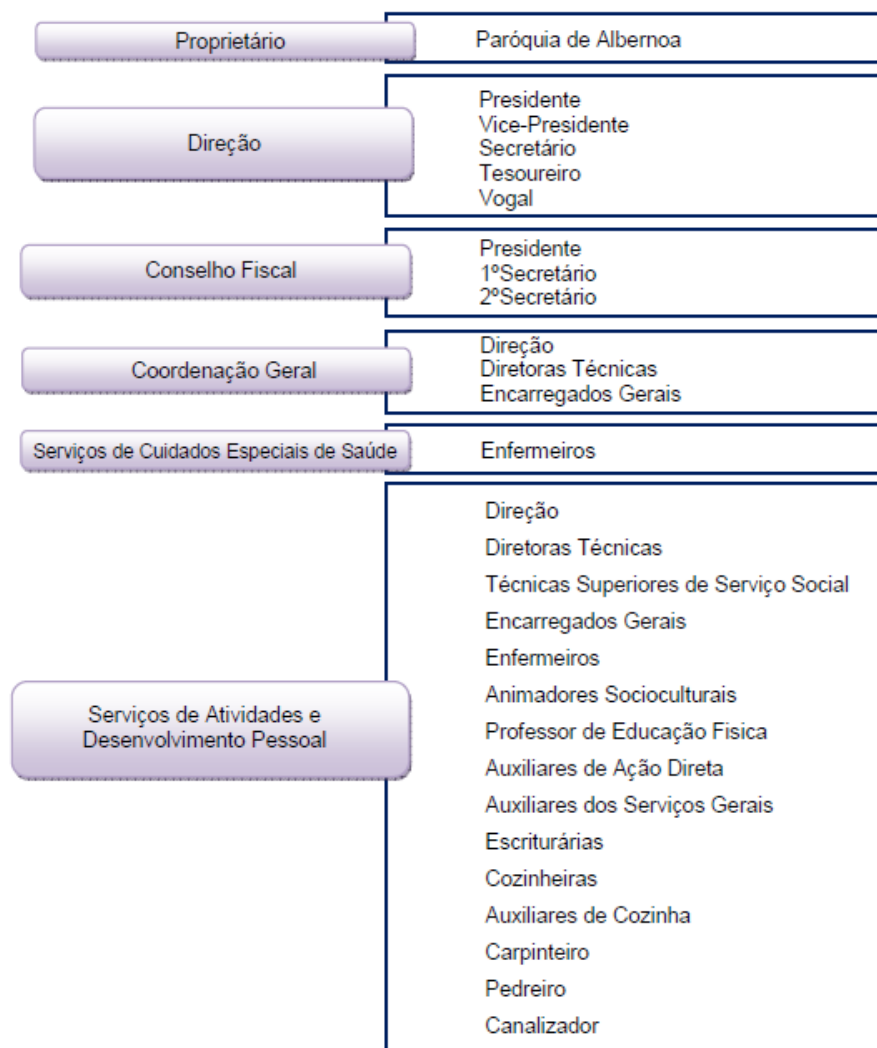 Proprietário
Paróquia de Albernoa
Direção
Presidente
Vice-Presidente
Secretário
Tesoureiro
Vogal
Conselho Fiscal
Presidente
1ºSecretário
2ºSecretário
Coordenação Geral
Direção
Diretoras Técnicas
Encarregados Gerais
Serviços de Cuidados Especiais de Saúde
Enfermeiros
Serviços de Atividades e
Desenvolvimento Pessoal
Direção
Diretoras Técnicas
Técnicas Superiores de Serviço Social
Encarregados Gerais
Enfermeiros
Animadores Socioculturais
Professor de Educação Fisica
Auxiliares de Ação Direta
Auxiliares dos Serviços Gerais
Escriturárias
Cozinheiras
Auxiliares de Cozinha
Carpinteiro
Pedreiro
Canalizador